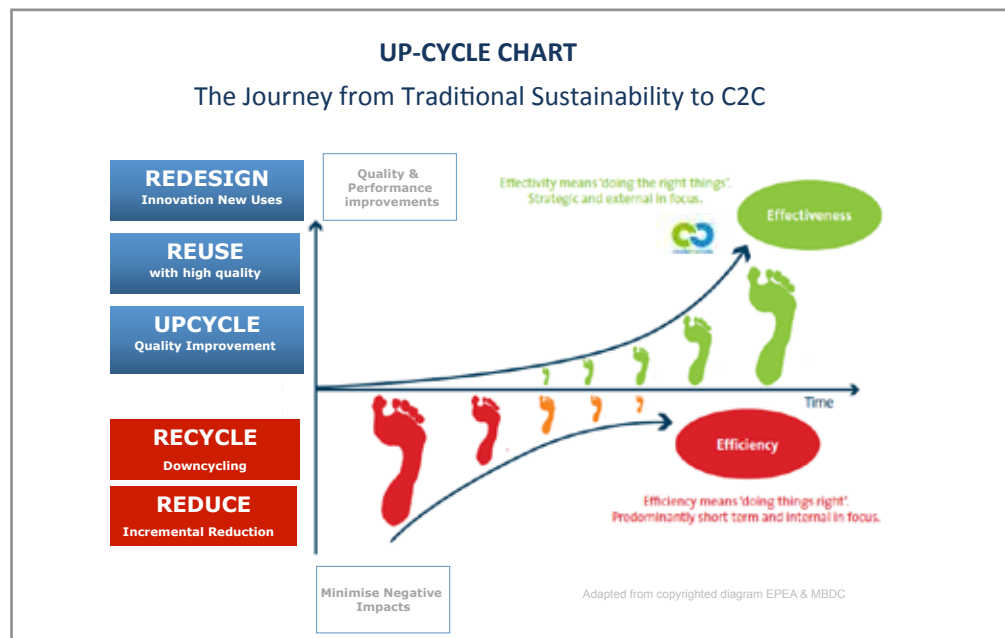 UP-CYCLE CHART
The Journey from Traditional Sustainability to C2C
REDESIGN
Innovation New Uses
REUSE
with high quality
UPCYCLE
Quality Improvement
RECYCLE
Downcycling
REDUCE
Incremental Reduction
Quality &
Performance
improvements
Effectivity means 'doing the right things'.
Strategic and external in focus.
Effectiveness
Time
Efficiency
Efficiency means 'doing things right'.
Predominantly short term and internal in focus.
Minimise Negative
Impacts
Adapted from copyrighted diagram EPEA & MBDC